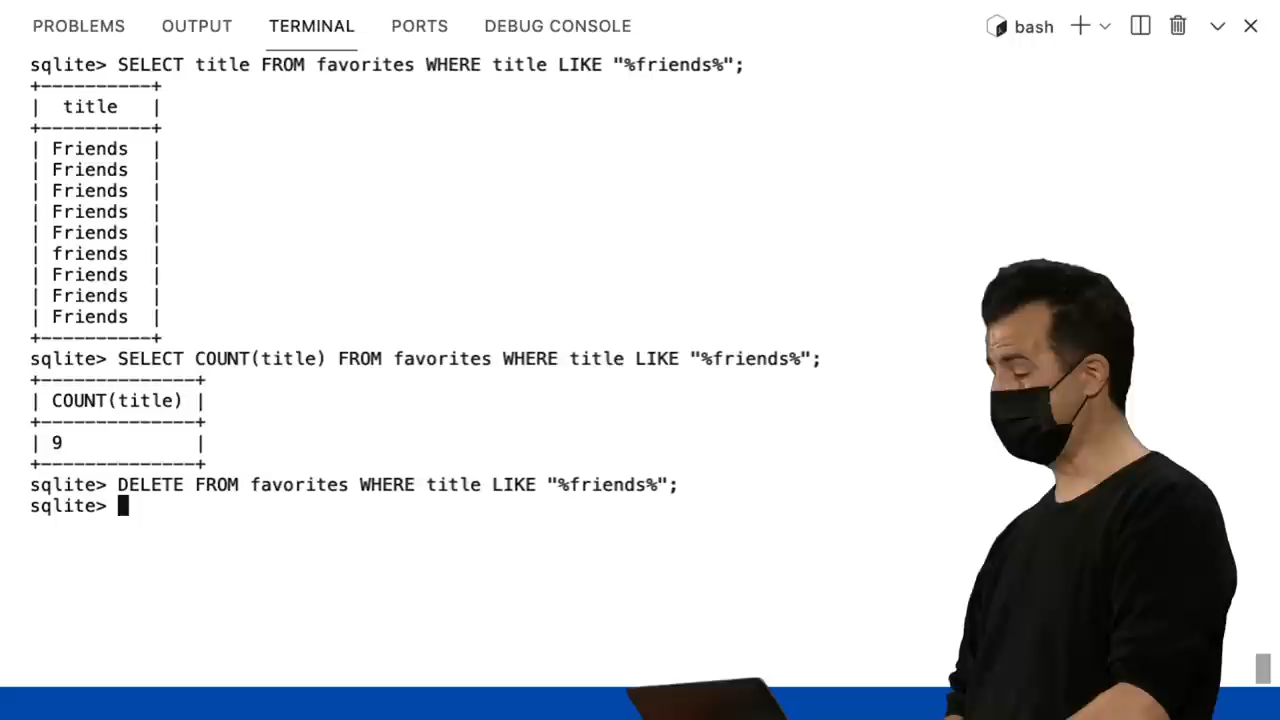 PROBLEMS OUTPUT TERMINAL PORTS DEBUG CONSOLE bash
sqlite> SELECT title FROM favorites WHERE title LIKE "%friends%";
+----------+
|  title   |
+----------+
| Friends  |
| Friends  |
| Friends  |
| Friends  |
| Friends  |
| friends  |
| Friends  |
| Friends  |
| Friends  |
+----------+
sqlite> SELECT COUNT(title) FROM favorites WHERE title LIKE "%friends%";
+--------------+
| COUNT(title) |
+--------------+
| 9            |
+--------------+
sqlite> DELETE FROM favorites WHERE title LIKE "%friends%";
sqlite>